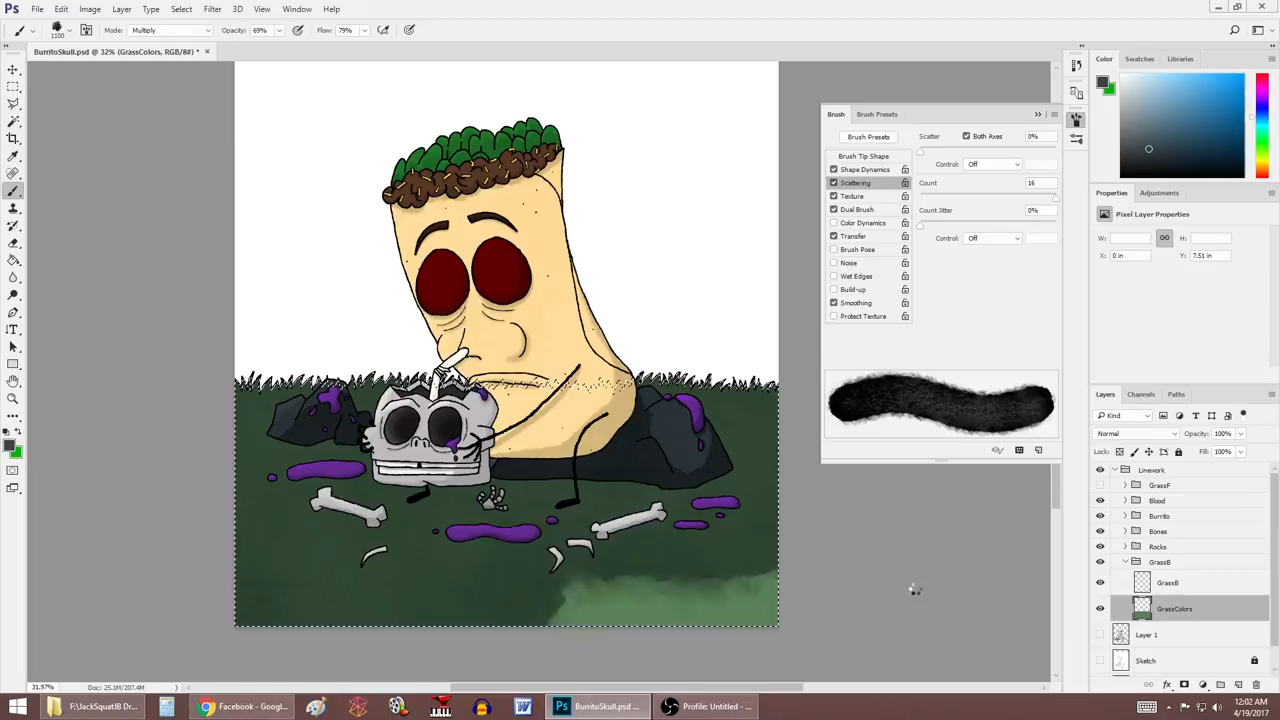 Ps File Edit Image Layer Type Select Filter 3D View Window Help
1100 Mode: Multiply Opacity: 69% Flow: 79%
BurritoSkull.psd @ 32% (GrassColors, RGB/8#) * ×
Color Swatches Libraries
Brush Brush Presets
Brush Presets Scatter Both Axes 0%
Brush Tip Shape Control: Off
Shape Dynamics
Scattering Count 16
Texture
Dual Brush Count Jitter 0%
Color Dynamics
Transfer Control: Off
Brush Pose
Noise
Wet Edges
Build-up
Smoothing
Protect Texture
Properties Adjustments
Pixel Layer Properties
W: H:
X: 0 in Y: 7.51 in
Layers Channels Paths
Kind
Normal Opacity: 100%
Lock: Fill: 100%
Linework
GrassF
Blood
Burrito
Bones
Rocks
GrassB
GrassB
GrassColors
Layer 1
Sketch
31.97% Doc: 25.1M/207.4M
F:\JackSquatJB Dr... Facebook - Googl... Ps BurritoSkull.psd ... Profile: Untitled - ...
12:02 AM
4/19/2017